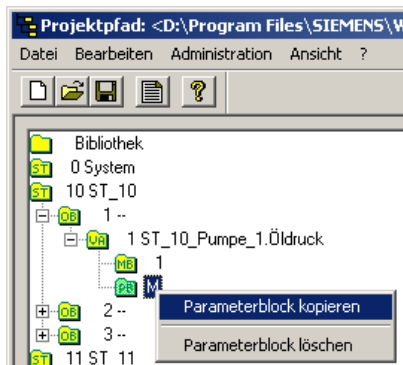 Projektpfad: <D:\Program Files\SIEMENS\W
Datei Bearbeiten Administration Ansicht ?
Bibliothek
ST 0 System
ST 10 ST_10
OB 1 --
VA 1 ST_10_Pumpe_1.Öldruck
MB 1
PB M
Parameterblock kopieren
OB 2 --
Parameterblock löschen
OB 3 --
ST 11 ST_11